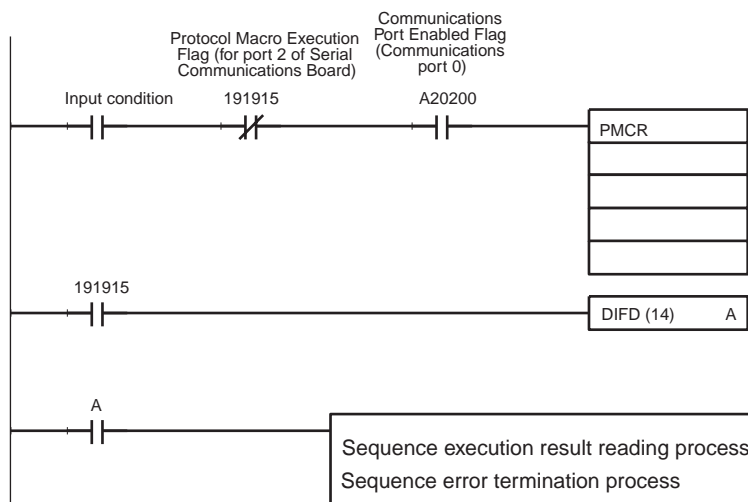 Protocol Macro Execution
Flag (for port 2 of Serial
Communications Board)
Communications
Port Enabled Flag
(Communications
port 0)
Input condition
191915
A20200
PMCR
191915
DIFD (14) A
A
Sequence execution result reading process
Sequence error termination process